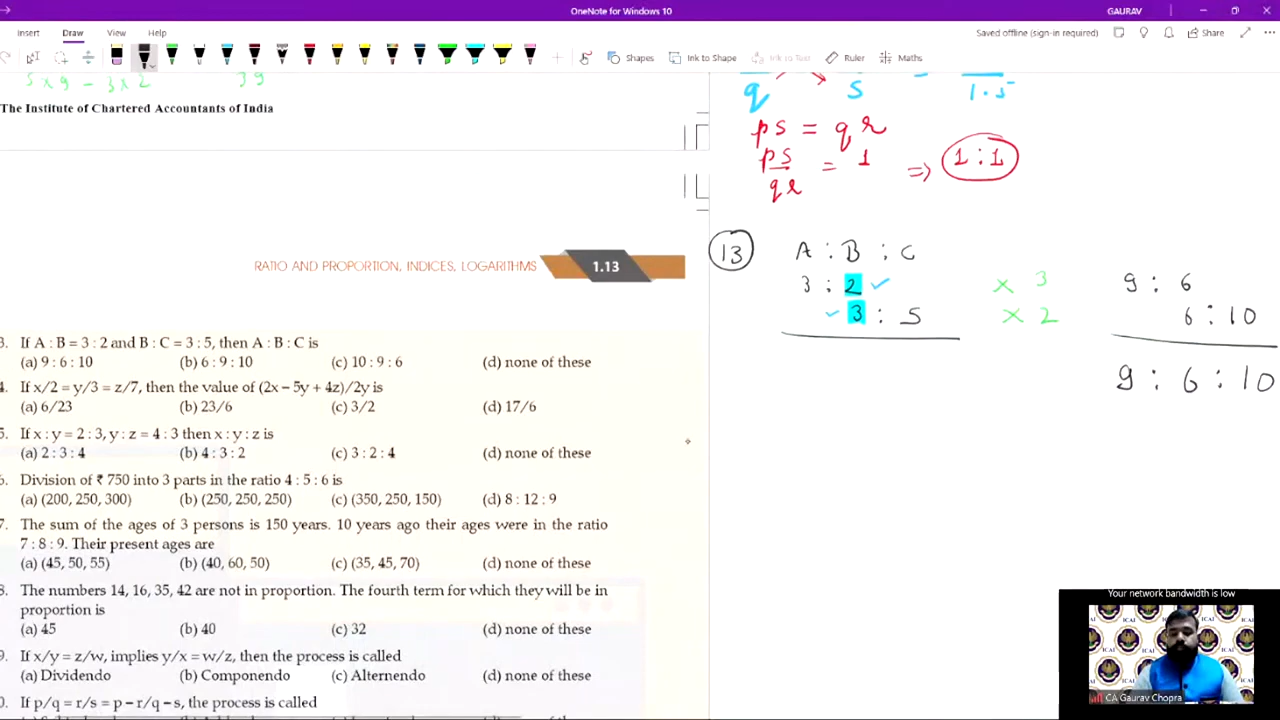 OneNote for Windows 10
GAURAV
Insert Draw View Help
Saved offline (sign-in required)
Share
Shapes
Ink to Shape
Ink to Text
Ruler
Maths
5 x 9 - 3 x 2 39
The Institute of Chartered Accountants of India
RATIO AND PROPORTION, INDICES, LOGARITHMS 1.13
3. If A : B = 3 : 2 and B : C = 3 : 5, then A : B : C is
(a) 9 : 6 : 10 (b) 6 : 9 : 10 (c) 10 : 9 : 6 (d) none of these
4. If x/2 = y/3 = z/7, then the value of (2x – 5y + 4z)/2y is
(a) 6/23 (b) 23/6 (c) 3/2 (d) 17/6
5. If x : y = 2 : 3, y : z = 4 : 3 then x : y : z is
(a) 2 : 3 : 4 (b) 4 : 3 : 2 (c) 3 : 2 : 4 (d) none of these
6. Division of ₹ 750 into 3 parts in the ratio 4 : 5 : 6 is
(a) (200, 250, 300) (b) (250, 250, 250) (c) (350, 250, 150) (d) 8 : 12 : 9
7. The sum of the ages of 3 persons is 150 years. 10 years ago their ages were in the ratio
7 : 8 : 9. Their present ages are
(a) (45, 50, 55) (b) (40, 60, 50) (c) (35, 45, 70) (d) none of these
8. The numbers 14, 16, 35, 42 are not in proportion. The fourth term for which they will be in
proportion is
(a) 45 (b) 40 (c) 32 (d) none of these
9. If x/y = z/w, implies y/x = w/z, then the process is called
(a) Dividendo (b) Componendo (c) Alternendo (d) none of these
0. If p/q = r/s = p – r/q – s, the process is called
q s = 1.5
ps = qr
ps/qr = 1 => 1 : 1
13 A : B : C
3 : 2 x 3 9 : 6
3 : 5 x 2 6 : 10
9 : 6 : 10
Your network bandwidth is low
ICAI
CA Gaurav Chopra